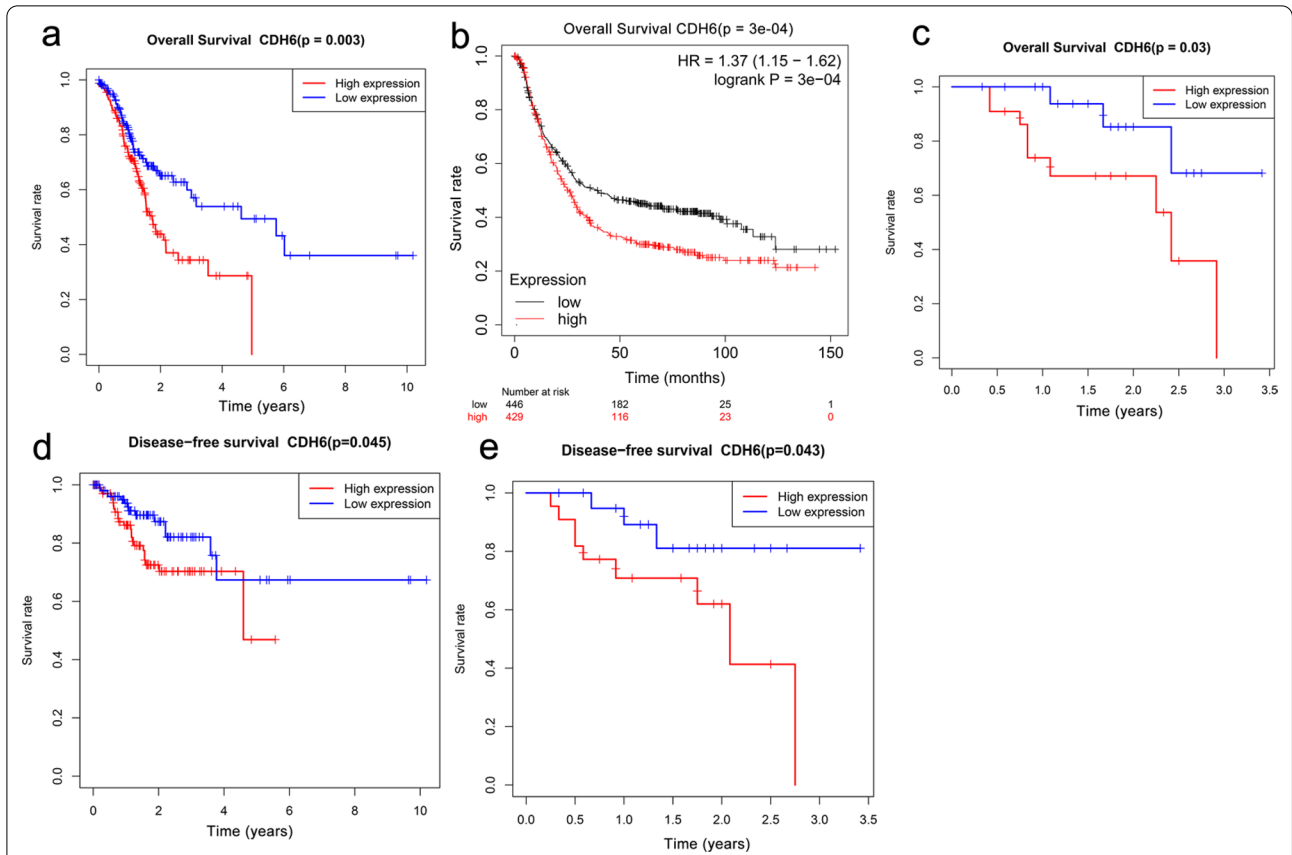 a
Overall Survival CDH6(p = 0.003)
High expression
Low expression
Survival rate
1.0
0.8
0.6
0.4
0.2
0.0
0 2 4 6 8 10
Time (years)
b
Overall Survival CDH6(p = 3e-04)
HR = 1.37 (1.15 − 1.62)
logrank P = 3e−04
Survival rate
1.0
0.8
0.6
0.4
0.2
0.0
Expression
low
high
0 50 100 150
Time (months)
Number at risk
low 446 182 25 1
high 429 116 23 0
c
Overall Survival CDH6(p = 0.03)
High expression
Low expression
Survival rate
1.0
0.8
0.6
0.4
0.2
0.0
0.0 0.5 1.0 1.5 2.0 2.5 3.0 3.5
Time (years)
d
Disease−free survival CDH6(p=0.045)
High expression
Low expression
Survival rate
1.0
0.8
0.6
0.4
0.2
0.0
0 2 4 6 8 10
Time (years)
e
Disease−free survival CDH6(p=0.043)
High expression
Low expression
Survival rate
1.0
0.8
0.6
0.4
0.2
0.0
0.0 0.5 1.0 1.5 2.0 2.5 3.0 3.5
Time (years)